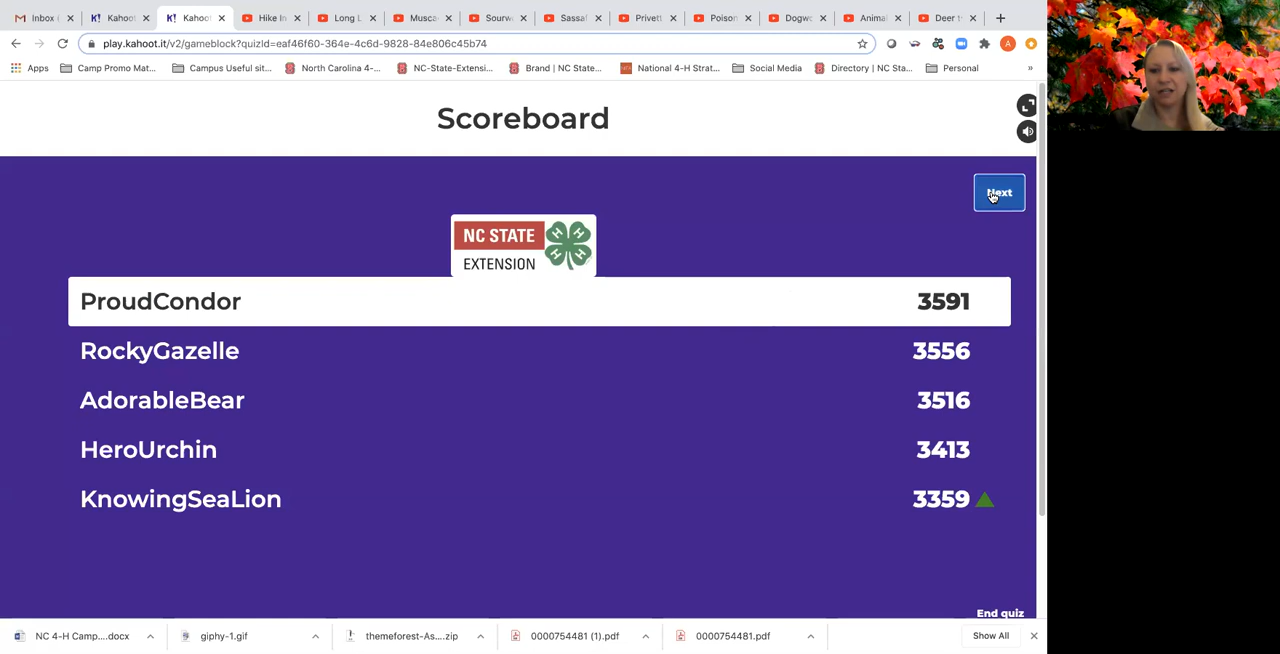 Inbox
Kahoot
Kahoot
Hike In
Long L
Musca
Sourw
Sassa
Privett
Poison
Dogwo
Anima
Deer t
play.kahoot.it/v2/gameblock?quizId=eaf46f60-364e-4c6d-9828-84e806c45b74
A
Apps
Camp Promo Mat...
Campus Useful sit...
North Carolina 4-...
NC-State-Extensi...
Brand | NC State...
National 4-H Strat...
Social Media
Directory | NC Sta...
Personal
»
Scoreboard
Next
NC STATE
EXTENSION
H H H H
ProudCondor 3591
RockyGazelle 3556
AdorableBear 3516
HeroUrchin 3413
KnowingSeaLion 3359
End quiz
NC 4-H Camp....docx
giphy-1.gif
themeforest-As....zip
0000754481 (1).pdf
0000754481.pdf
Show All